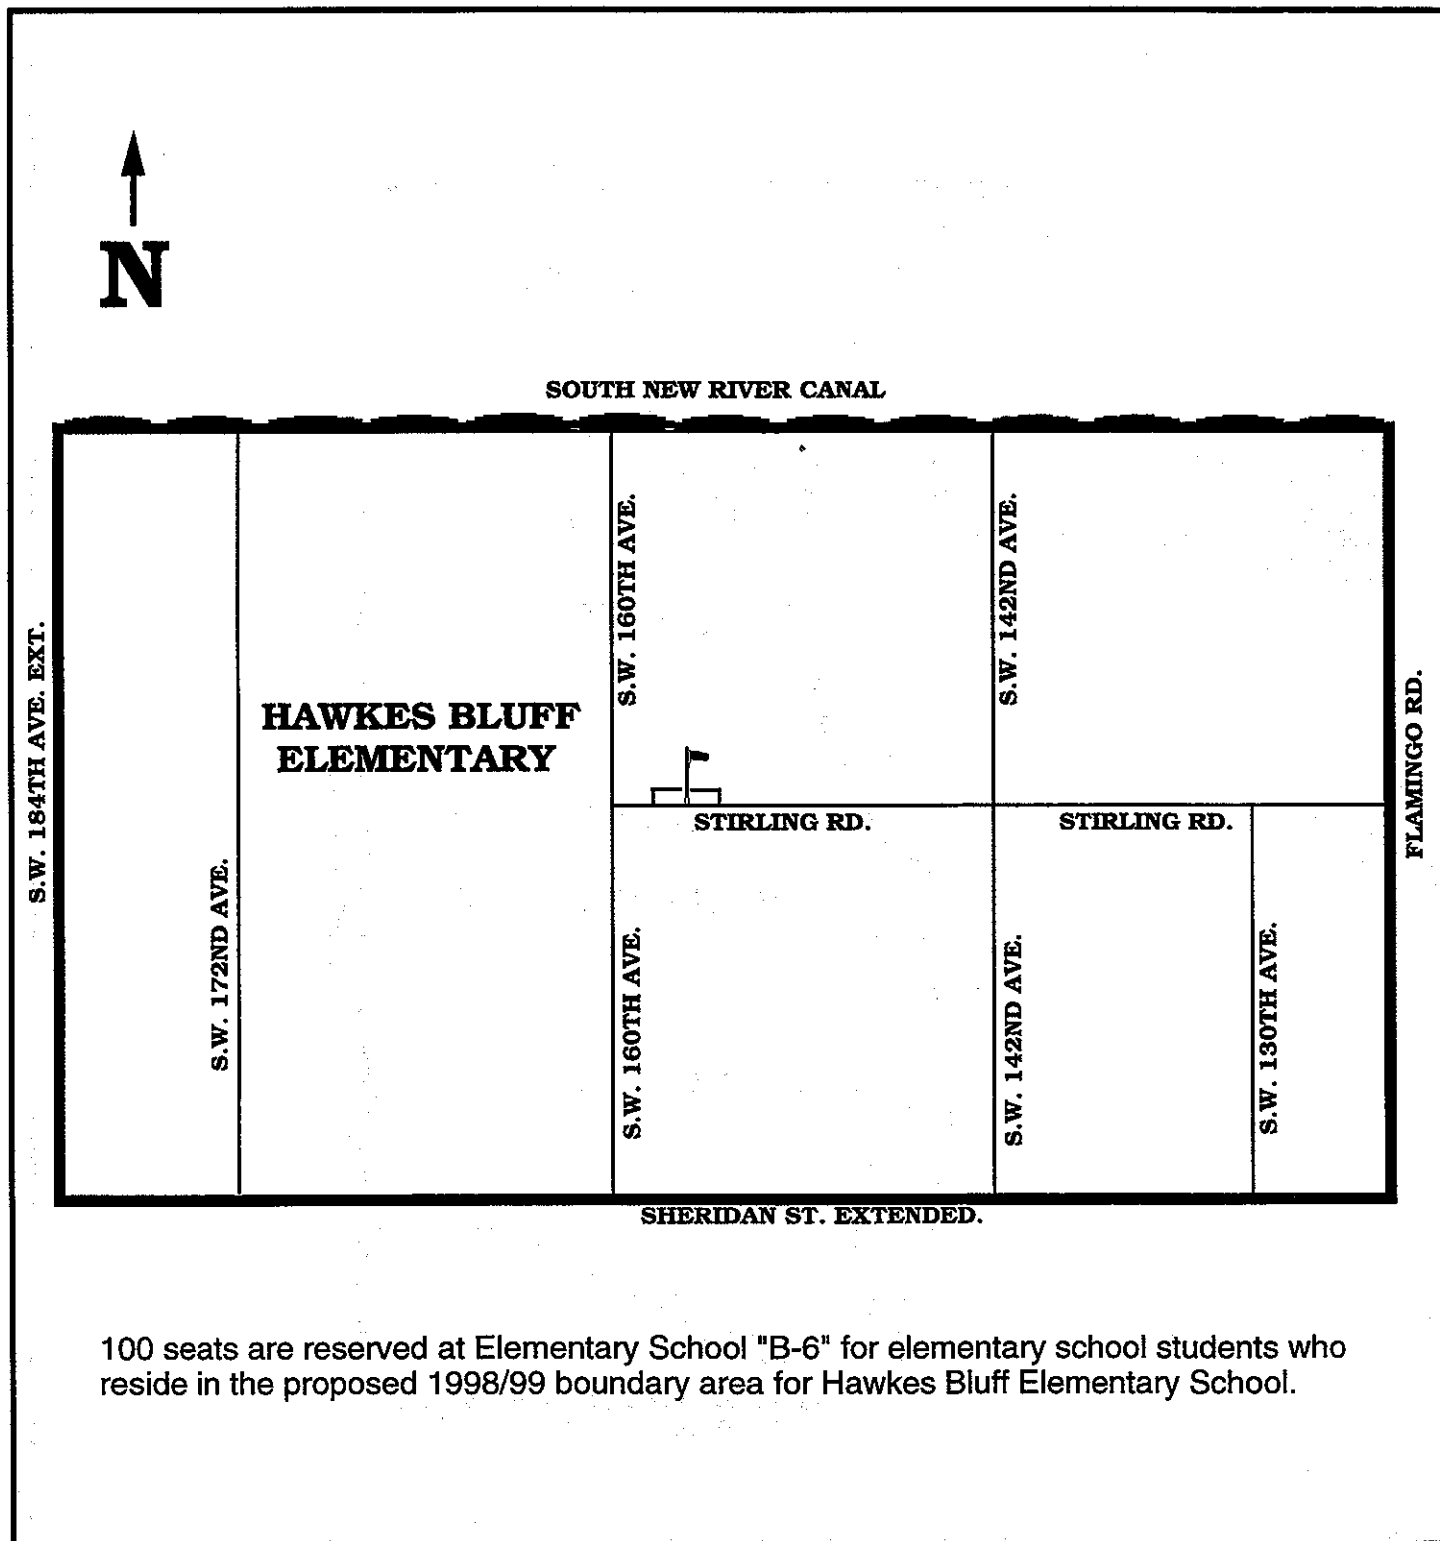 N
SOUTH NEW RIVER CANAL
S.W. 160TH AVE.
S.W. 142ND AVE.
S.W. 184TH AVE. EXT.
HAWKES BLUFF
ELEMENTARY
FLAMINGO RD.
STIRLING RD.
STIRLING RD.
S.W. 172ND AVE.
S.W. 160TH AVE.
S.W. 142ND AVE.
S.W. 130TH AVE.
SHERIDAN ST. EXTENDED.
100 seats are reserved at Elementary School "B-6" for elementary school students who
reside in the proposed 1998/99 boundary area for Hawkes Bluff Elementary School.